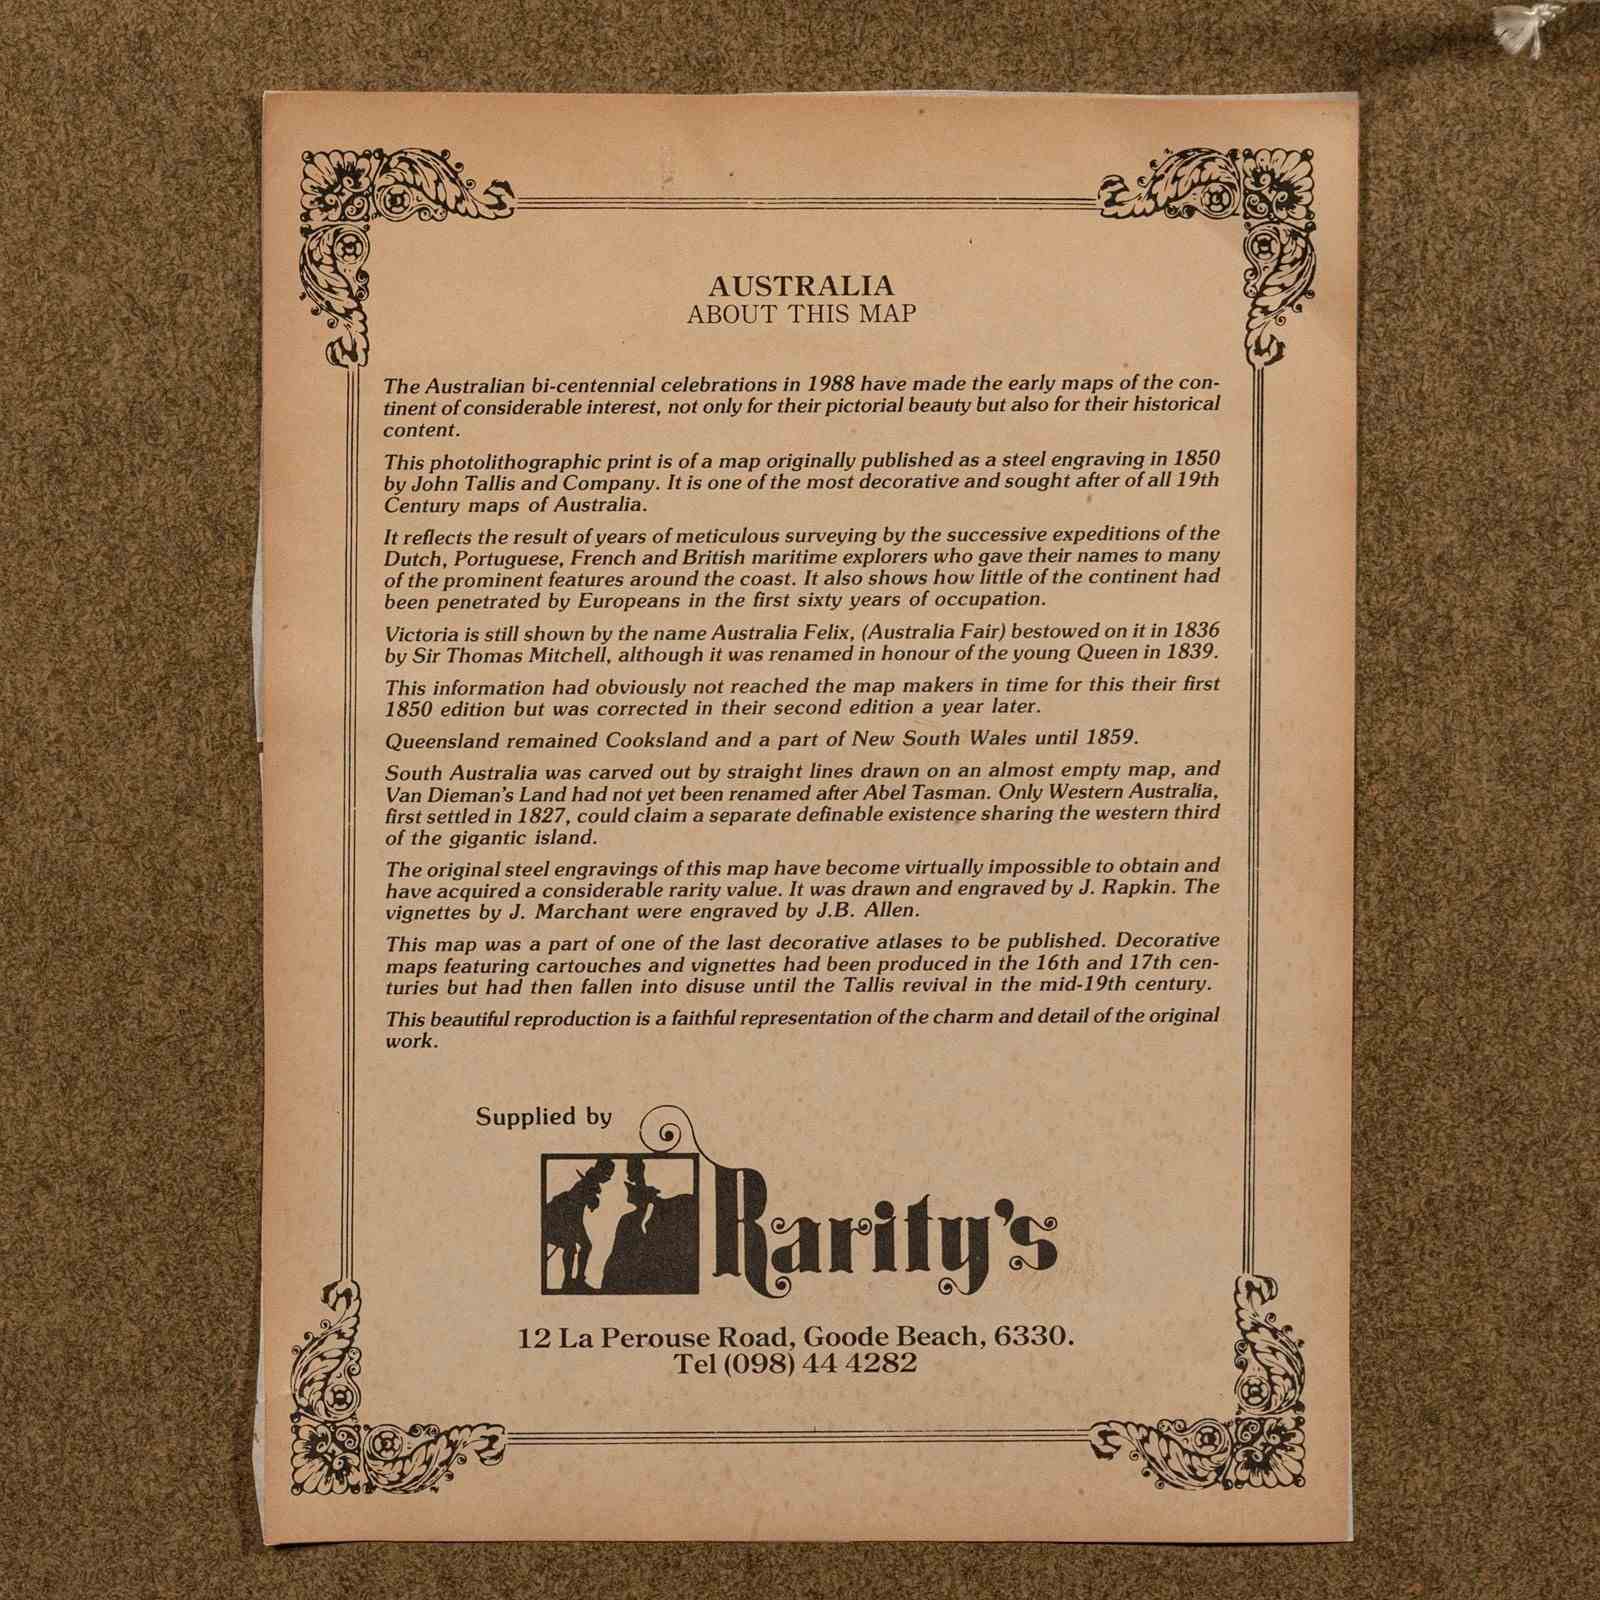 AUSTRALIA
ABOUT THIS MAP
The Australian bi-centennial celebrations in 1988 have made the early maps of the con-
tinent of considerable interest, not only for their pictorial beauty but also for their historical
content.
This photolithographic print is of a map originally published as a steel engraving in 1850
by John Tallis and Company. It is one of the most decorative and sought after of all 19th
Century maps of Australia.
It reflects the result of years of meticulous surveying by the successive expeditions of the
Dutch, Portuguese, French and British maritime explorers who gave their names to many
of the prominent features around the coast. It also shows how little of the continent had
been penetrated by Europeans in the first sixty years of occupation.
Victoria is still shown by the name Australia Felix, (Australia Fair) bestowed on it in 1836
by Sir Thomas Mitchell, although it was renamed in honour of the young Queen in 1839.
This information had obviously not reached the map makers in time for this their first
1850 edition but was corrected in their second edition a year later.
Queensland remained Cooksland and a part of New South Wales until 1859.
South Australia was carved out by straight lines drawn on an almost empty map, and
Van Dieman's Land had not yet been renamed after Abel Tasman. Only Western Australia,
first settled in 1827, could claim a separate definable existence sharing the western third
of the gigantic island.
The original steel engravings of this map have become virtually impossible to obtain and
have acquired a considerable rarity value. It was drawn and engraved by J. Rapkin. The
vignettes by J. Marchant were engraved by J.B. Allen.
This map was a part of one of the last decorative atlases to be published. Decorative
maps featuring cartouches and vignettes had been produced in the 16th and 17th cen-
turies but had then fallen into disuse until the Tallis revival in the mid-19th century.
This beautiful reproduction is a faithful representation of the charm and detail of the original
work.
Supplied by
Rarity's
12 La Perouse Road, Goode Beach, 6330.
Tel (098) 44 4282